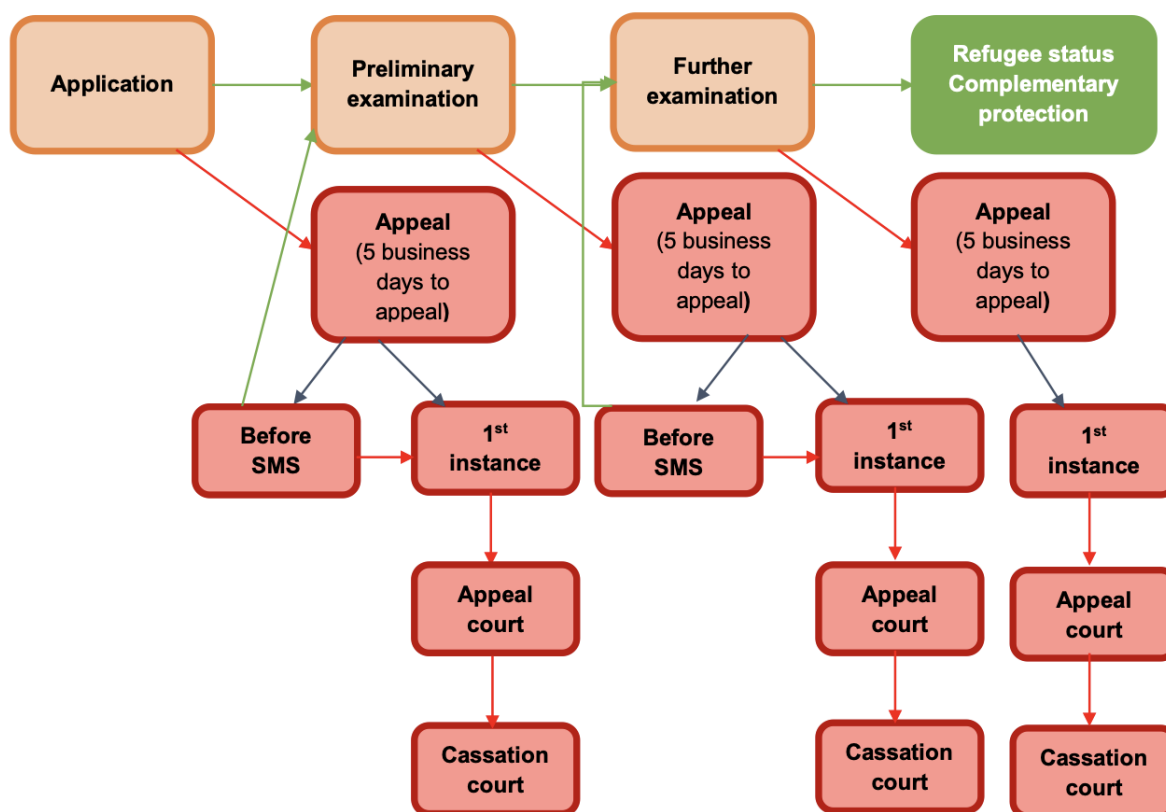 Application
Preliminary
examination
Further
examination
Refugee status
Complementary
protection
Appeal
(5 business
days to
appeal)
Appeal
(5 business
days to
appeal)
Appeal
(5 business
days to
appeal)
Before
SMS
1st
instance
Before
SMS
1st
instance
1st
instance
Appeal
court
Appeal
court
Appeal
court
Cassation
court
Cassation
court
Cassation
court